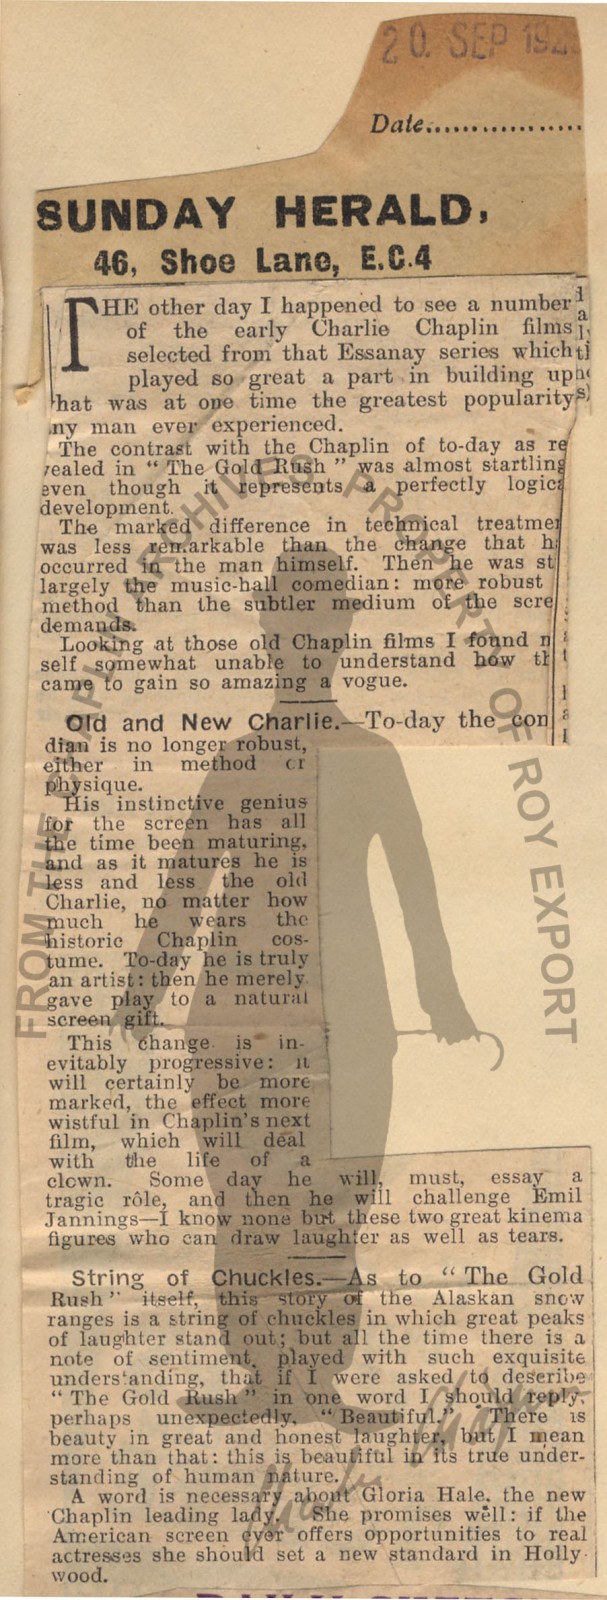 20 SEP 192
Date..................
SUNDAY HERALD,
46, Shoe Lane, E.C.4
THE other day I happened to see a number
of the early Charlie Chaplin films
selected from that Essanay series which
played so great a part in building up
hat was at one time the greatest popularity
ny man ever experienced.
The contrast with the Chaplin of to-day as re
vealed in "The Gold Rush" was almost startling
even though it represents a perfectly logica
development.
The marked difference in technical treatmen
was less remarkable than the change that h
occurred in the man himself. Then he was st
largely the music-hall comedian: more robust
method than the subtler medium of the scre
demands.
Looking at those old Chaplin films I found n
self somewhat unable to understand how th
came to gain so amazing a vogue.
Old and New Charlie.—To-day the con
dian is no longer robust,
either in method or
physique.
His instinctive genius
for the screen has all
the time been maturing,
and as it matures he is
less and less the old
Charlie, no matter how
much he wears the
historic Chaplin cos-
tume. To-day he is truly
an artist: then he merely
gave play to a natural
screen gift.
This change is in-
evitably progressive: it
will certainly be more
marked, the effect more
wistful in Chaplin's next
film, which will deal
with the life of a
clown. Some day he will, must, essay a
tragic rôle, and then he will challenge Emil
Jannings—I know none but these two great kinema
figures who can draw laughter as well as tears.
String of Chuckles.—As to "The Gold
Rush" itself, this story of the Alaskan snow
ranges is a string of chuckles in which great peaks
of laughter stand out; but all the time there is a
note of sentiment, played with such exquisite
understanding, that if I were asked to describe
"The Gold Rush" in one word I should reply,
perhaps unexpectedly, "Beautiful." There is
beauty in great and honest laughter, but I mean
more than that: this is beautiful in its true under-
standing of human nature.
A word is necessary about Gloria Hale, the new
Chaplin leading lady. She promises well: if the
American screen ever offers opportunities to real
actresses she should set a new standard in Holly-
wood.
FROM THE CHAPLIN ARCHIVES PROPERTY OF ROY EXPORT
Charlie Chaplin